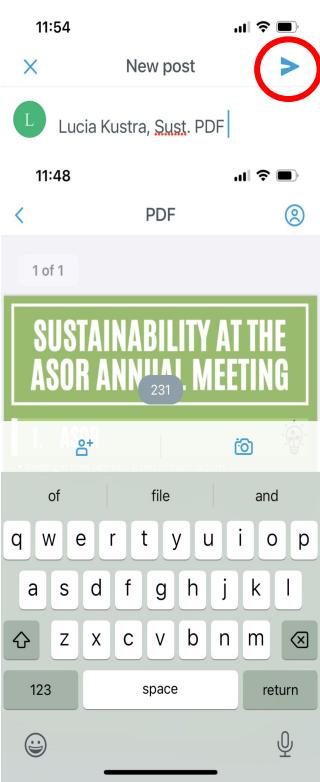 11:54
New post
L
Lucia Kustra, Sust. PDF
11:48
PDF
1 of 1
SUSTAINABILITY AT THE
ASOR ANNUAL MEETING
231
1. ASOR
of file and
q w e r t y u i o p
a s d f g h j k l
z x c v b n m
123 space return